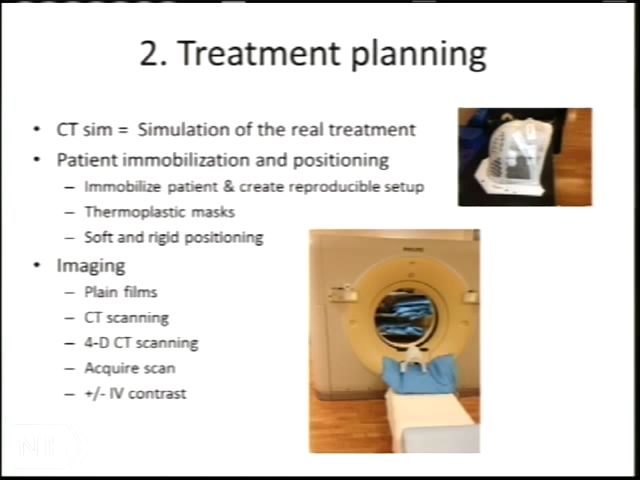 2. Treatment planning
• CT sim = Simulation of the real treatment
• Patient immobilization and positioning
– Immobilize patient & create reproducible setup
– Thermoplastic masks
– Soft and rigid positioning
• Imaging
– Plain films
– CT scanning
– 4-D CT scanning
– Acquire scan
– +/- IV contrast
PHILIPS